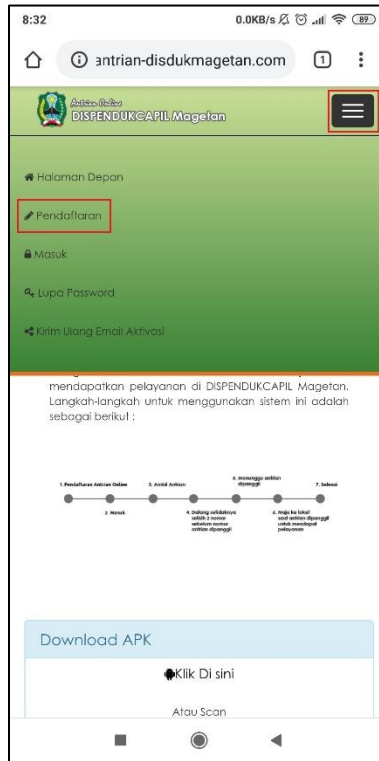 8:32
0.0KB/s
89
antrian-disdukmagetan.com
1
Antrian Online
DISPENDUKCAPIL Magetan
Halaman Depan
Pendaftaran
Masuk
Lupa Password
Kirim Ulang Email Aktivasi
mendapatkan pelayanan di DISPENDUKCAPIL Magetan.
Langkah-langkah untuk menggunakan sistem ini adalah
sebagai berikut :
1. Pendaftaran Antrian Online
2. Masuk
3. Ambil Antrian
4. Datang setidaknya
selisih 2 nomor
sebelum nomor
antrian dipanggil
5. Menunggu antrian
dipanggil
6. Maju ke loket
saat antrian dipanggil
untuk mendapat
pelayanan
7. Selesai
Download APK
Klik Di sini
Atau Scan